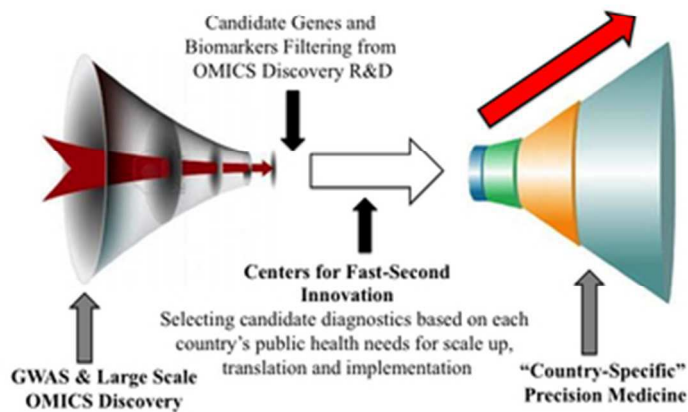 Candidate Genes and
Biomarkers Filtering from
OMICS Discovery R&D
Centers for Fast-Second
Innovation
Selecting candidate diagnostics based on each
country's public health needs for scale up,
translation and implementation
GWAS & Large Scale
OMICS Discovery
“Country-Specific”
Precision Medicine